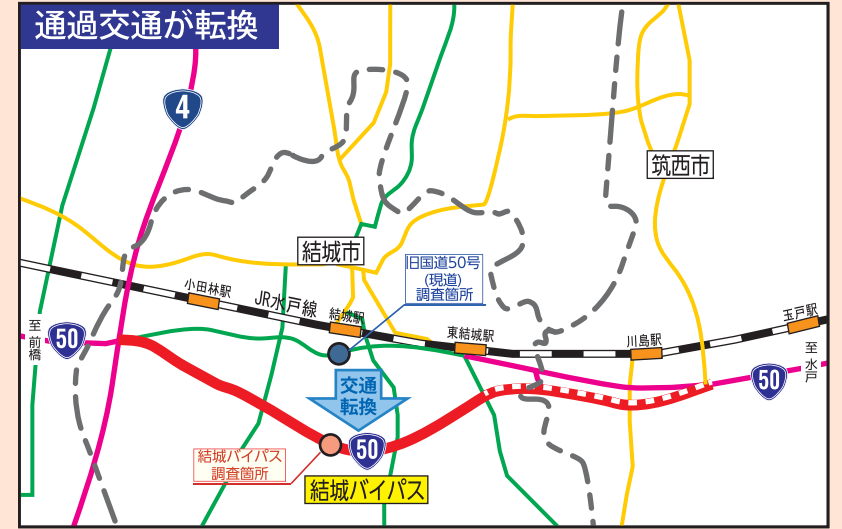 通過交通が転換
4
筑西市
結城市
旧国道50号
(現道)
調査箇所
小田林駅
JR水戸線
結城駅
東結城駅
川島駅
玉戸駅
至
前
橋
50
至
水
戸
50
交通
転換
結城バイパス
調査箇所
50
結城バイパス